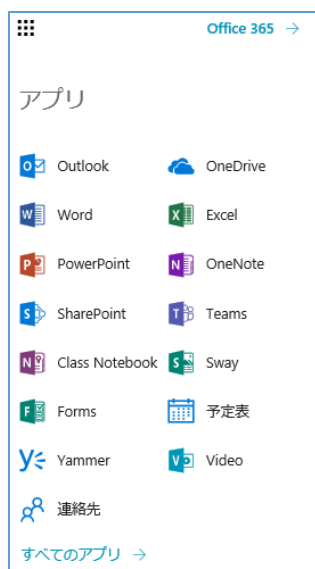 Office 365 →
アプリ
Outlook OneDrive
Word Excel
PowerPoint OneNote
SharePoint Teams
Class Notebook Sway
Forms 予定表
Yammer Video
連絡先
すべてのアプリ →